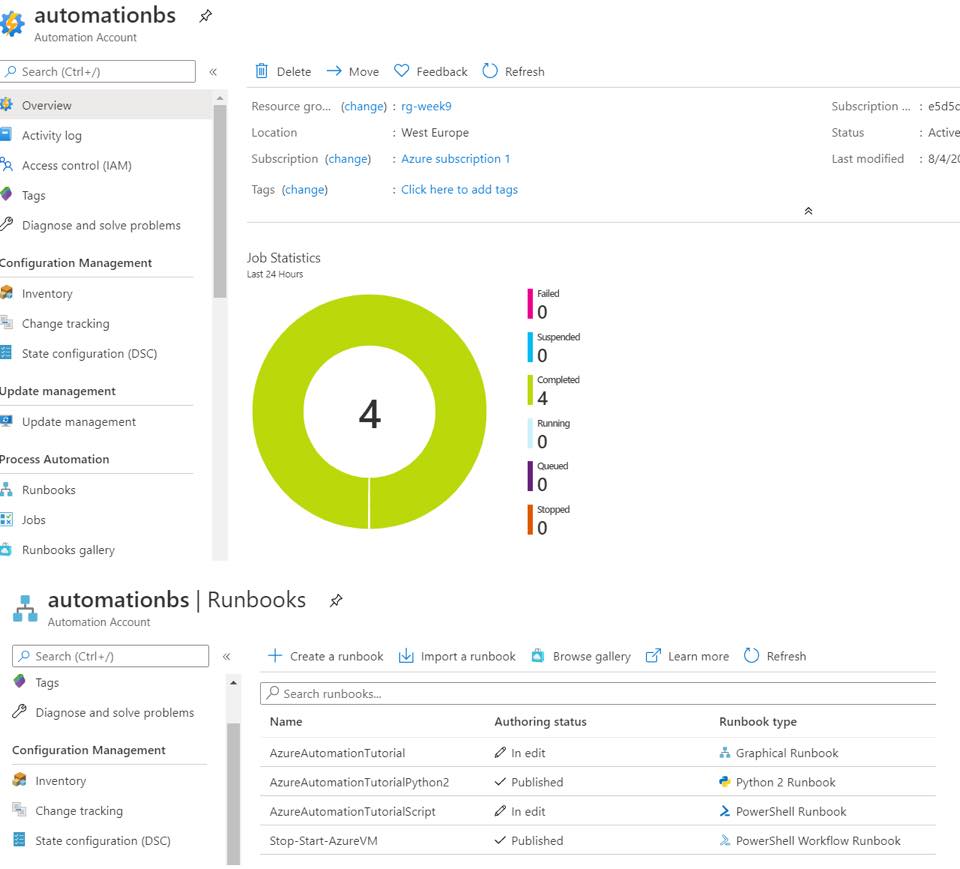 automationbs
Automation Account
Search (Ctrl+/)
«
Overview
Activity log
Access control (IAM)
Tags
Diagnose and solve problems
Configuration Management
Inventory
Change tracking
State configuration (DSC)
Update management
Update management
Process Automation
Runbooks
Jobs
Runbooks gallery
Delete Move Feedback Refresh
Resource gro... (change) : rg-week9
Location : West Europe
Subscription (change) : Azure subscription 1
Tags (change) : Click here to add tags
Subscription ... : e5d5c
Status : Active
Last modified : 8/4/20
Job Statistics
Last 24 Hours
4
Failed
0
Suspended
0
Completed
4
Running
0
Queued
0
Stopped
0
automationbs | Runbooks
Automation Account
Search (Ctrl+/)
«
Tags
Diagnose and solve problems
Configuration Management
Inventory
Change tracking
State configuration (DSC)
Create a runbook Import a runbook Browse gallery Learn more Refresh
Search runbooks...
Name Authoring status Runbook type
AzureAutomationTutorial In edit Graphical Runbook
AzureAutomationTutorialPython2 Published Python 2 Runbook
AzureAutomationTutorialScript In edit PowerShell Runbook
Stop-Start-AzureVM Published PowerShell Workflow Runbook